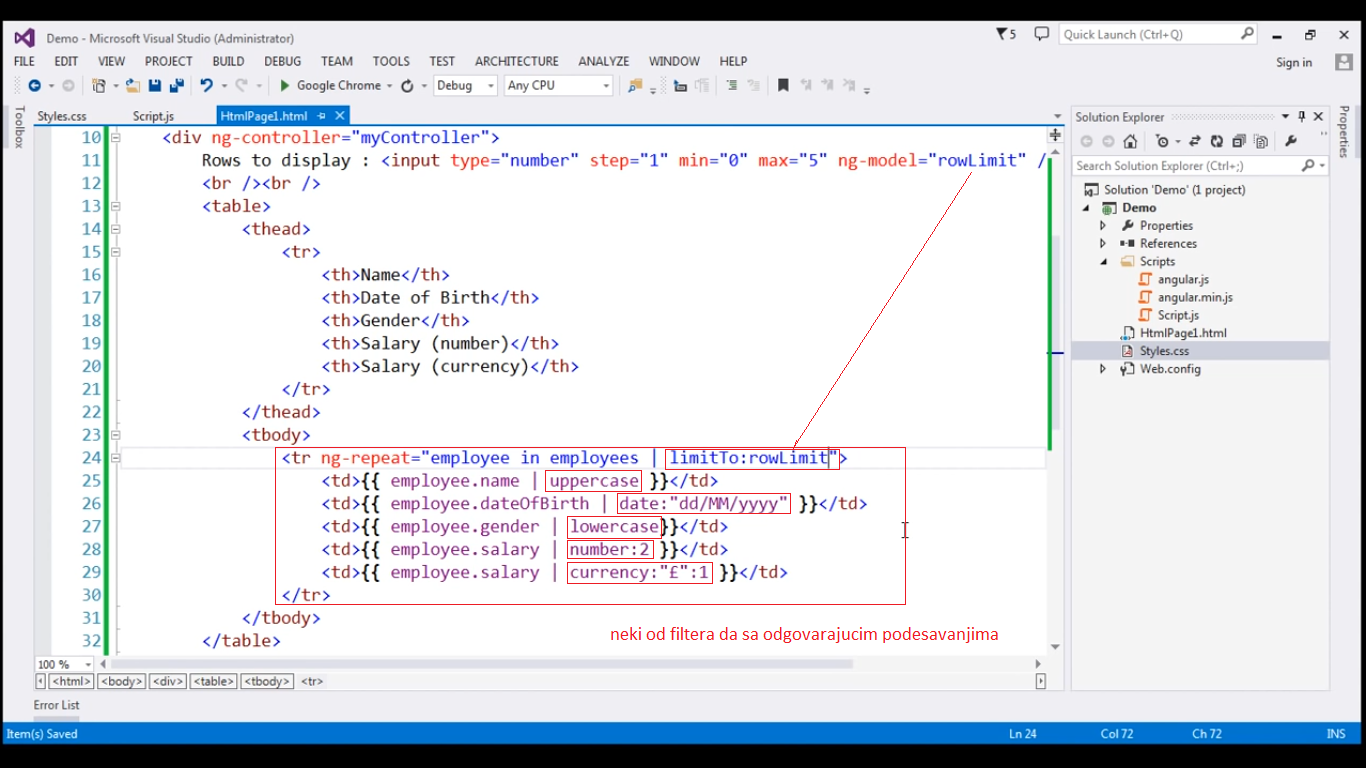 Demo - Microsoft Visual Studio (Administrator)
5
Quick Launch (Ctrl+Q)
FILE EDIT VIEW PROJECT BUILD DEBUG TEAM TOOLS TEST ARCHITECTURE ANALYZE WINDOW HELP
Sign in
Google Chrome Debug Any CPU
Toolbox
Styles.css Script.js HtmlPage1.html
10 <div ng-controller="myController">
11 Rows to display : <input type="number" step="1" min="0" max="5" ng-model="rowLimit" /
12 <br /><br />
13 <table>
14 <thead>
15 <tr>
16 <th>Name</th>
17 <th>Date of Birth</th>
18 <th>Gender</th>
19 <th>Salary (number)</th>
20 <th>Salary (currency)</th>
21 </tr>
22 </thead>
23 <tbody>
24 <tr ng-repeat="employee in employees | limitTo:rowLimit">
25 <td>{{ employee.name | uppercase }}</td>
26 <td>{{ employee.dateOfBirth | date:"dd/MM/yyyy" }}</td>
27 <td>{{ employee.gender | lowercase}}</td>
28 <td>{{ employee.salary | number:2 }}</td>
29 <td>{{ employee.salary | currency:"£":1 }}</td>
30 </tr>
31 </tbody>
32 </table>
neki od filtera da sa odgovarajucim podesavanjima
100 %
<html> <body> <div> <table> <tbody> <tr>
Solution Explorer
Search Solution Explorer (Ctrl+;)
Solution 'Demo' (1 project)
Demo
Properties
References
Scripts
angular.js
angular.min.js
Script.js
HtmlPage1.html
Styles.css
Web.config
Properties
Error List
Item(s) Saved Ln 24 Col 72 Ch 72 INS